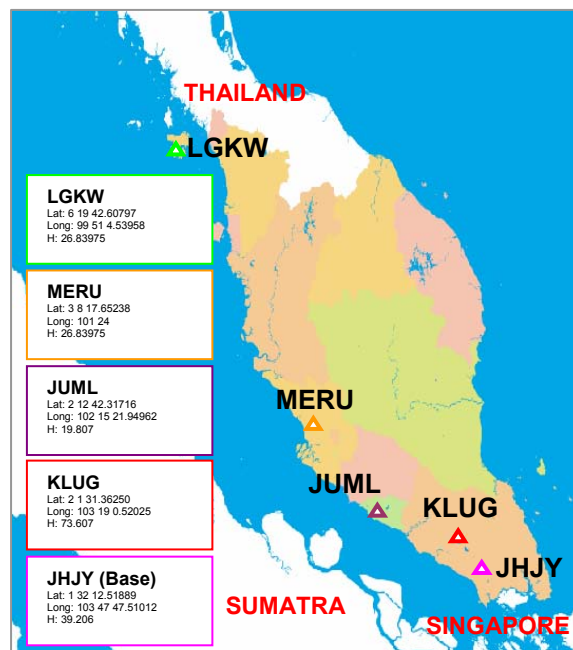 THAILAND
LGKW
LGKW
Lat: 6 19 42.60797
Long: 99 51 4.53958
H: 26.83975
MERU
Lat: 3 8 17.65238
Long: 101 24
H: 26.83975
MERU
JUML
Lat: 2 12 42.31716
Long: 102 15 21.94962
H: 19.807
JUML
KLUG
Lat: 2 1 31.36250
Long: 103 19 0.52025
H: 73.607
KLUG
JHJY (Base)
Lat: 1 32 12.51889
Long: 103 47 47.51012
H: 39.206
JHJY
SUMATRA
SINGAPORE